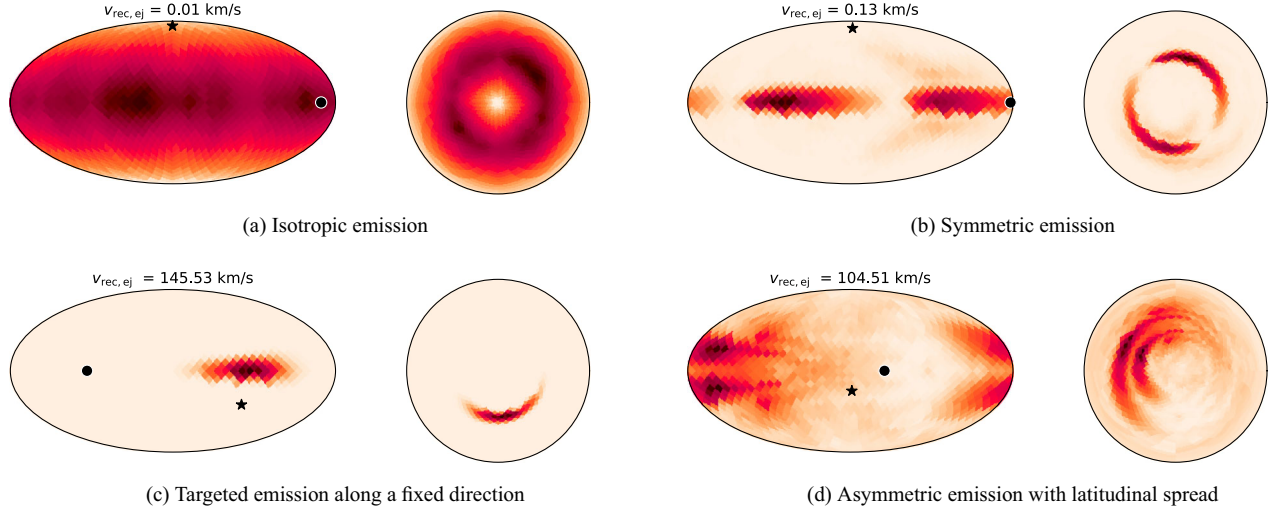 v_rec, ej = 0.01 km/s
v_rec, ej = 0.13 km/s
(a) Isotropic emission
(b) Symmetric emission
v_rec, ej = 145.53 km/s
v_rec, ej = 104.51 km/s
(c) Targeted emission along a fixed direction
(d) Asymmetric emission with latitudinal spread